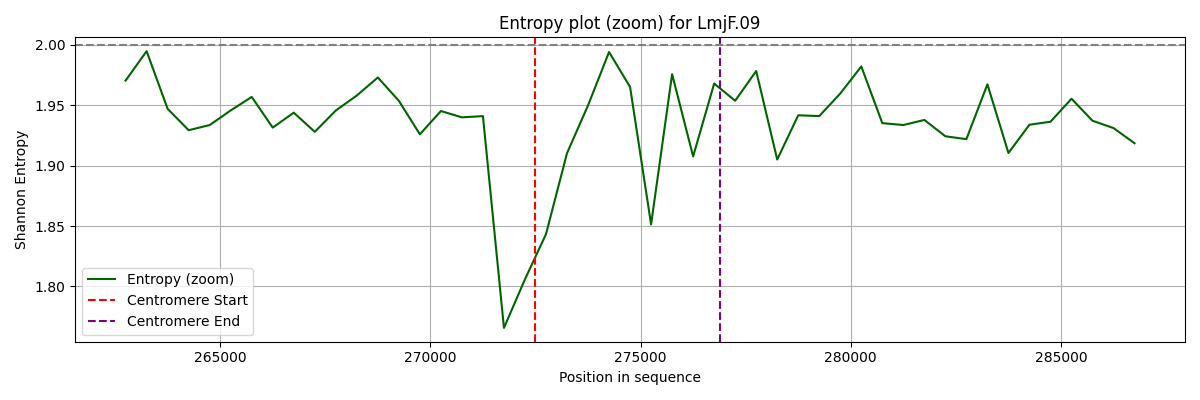 Entropy plot (zoom) for LmjF.09
Shannon Entropy
2.00
1.95
1.90
1.85
1.80
Entropy (zoom)
Centromere Start
Centromere End
265000 270000 275000 280000 285000
Position in sequence